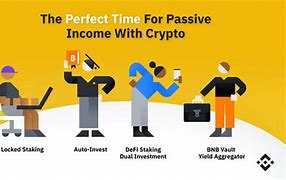 The Perfect Time For Passive
Income With Crypto
Locked Staking
Auto-Invest
DeFi Staking
Dual Investment
BNB Vault
Yield Aggregator